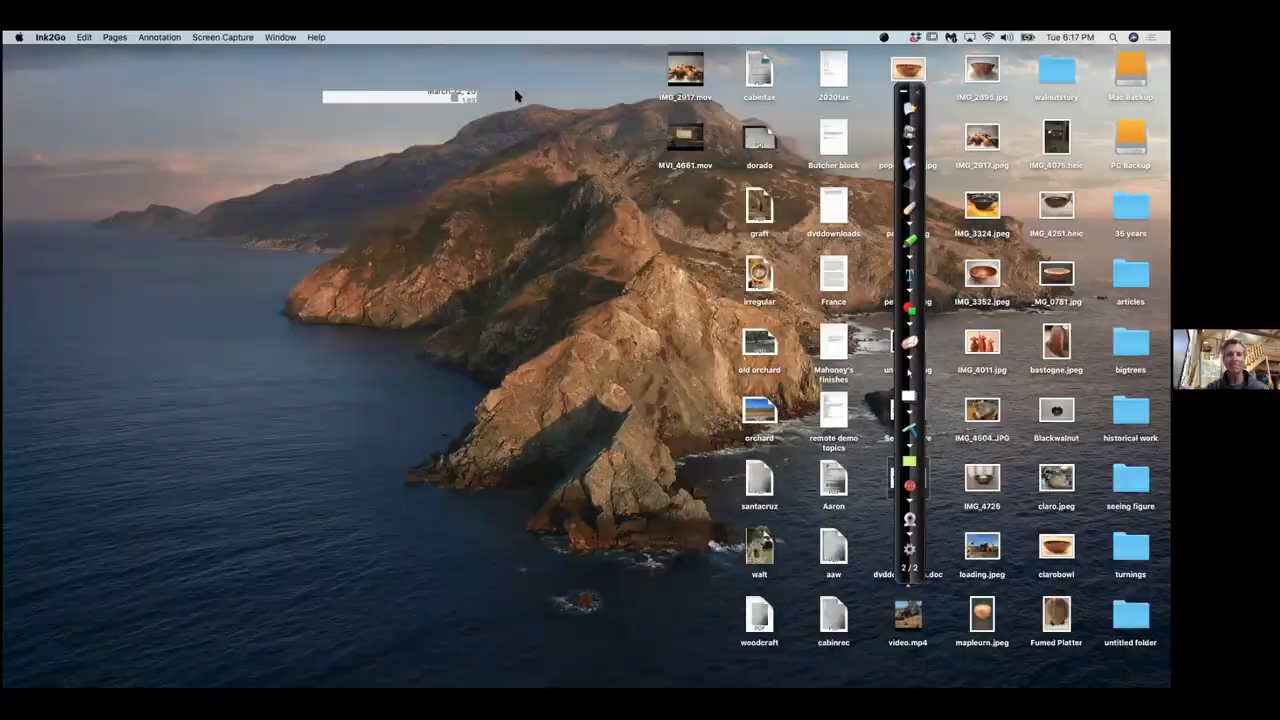 Ink2Go Edit Pages Annotation Screen Capture Window Help Tue 6:17 PM
IMG_2917.mov cabintax 2020tax IMG_2895.jpg walnutstory Mac Backup
MVI_4661.mov dorado Butcher block IMG_2917.jpeg IMG_4075.heic PC Backup
graft dvddownloads IMG_3324.jpeg IMG_4251.heic 35 years
irregular France IMG_3352.jpeg _MG_0781.jpg articles
old orchard Mahoney's finishes IMG_4011.jpg bastogne.jpeg bigtrees
orchard remote demo topics IMG_4504.JPG Blackwalnut historical work
santacruz Aaron IMG_4725 claro.jpeg seeing figure
walt aaw loading.jpeg clarobowl turnings
2 / 2
woodcraft cabinrec video.mp4 mapleurn.jpeg Fumed Platter untitled folder